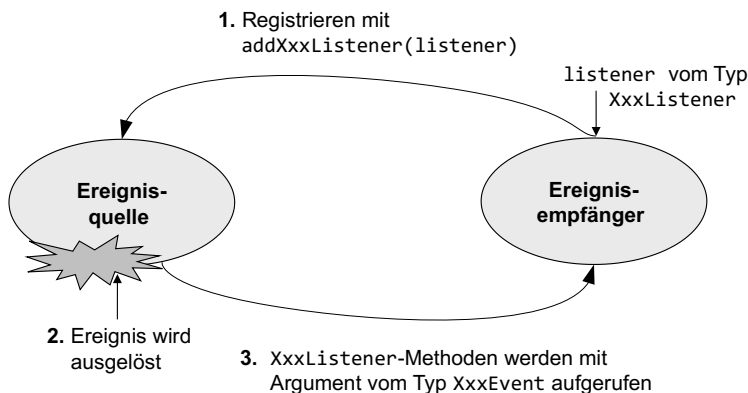 1. Registrieren mit
addXxxListener(listener)
listener vom Typ
XxxListener
Ereignis-
quelle
Ereignis-
empfänger
2. Ereignis wird
ausgelöst
3. XxxListener-Methoden werden mit
Argument vom Typ XxxEvent aufgerufen